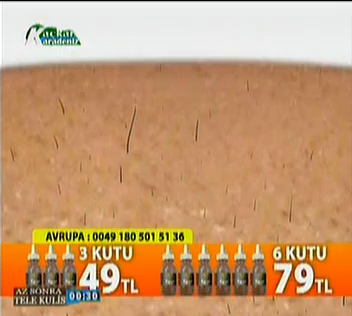 Kaçkar
Karadeniz
AVRUPA : 0049 180 501 51 36
3 KUTU
49TL
6 KUTU
79TL
AZ SONRA
TELE KULİS
00:30